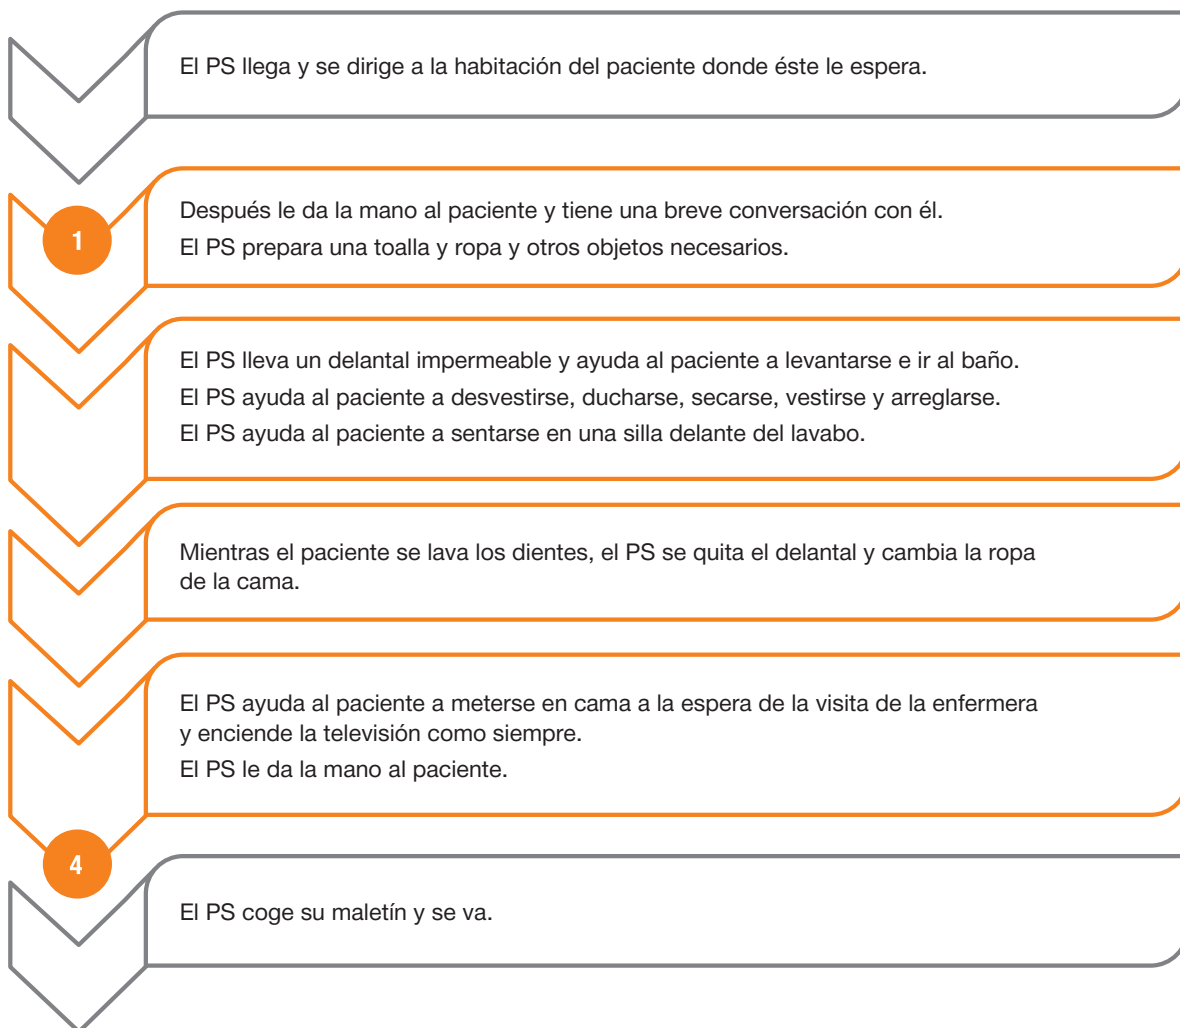 El PS llega y se dirige a la habitación del paciente donde éste le espera.
1
Después le da la mano al paciente y tiene una breve conversación con él.
El PS prepara una toalla y ropa y otros objetos necesarios.
El PS lleva un delantal impermeable y ayuda al paciente a levantarse e ir al baño.
El PS ayuda al paciente a desvestirse, ducharse, secarse, vestirse y arreglarse.
El PS ayuda al paciente a sentarse en una silla delante del lavabo.
Mientras el paciente se lava los dientes, el PS se quita el delantal y cambia la ropa
de la cama.
El PS ayuda al paciente a meterse en cama a la espera de la visita de la enfermera
y enciende la televisión como siempre.
El PS le da la mano al paciente.
4
El PS coge su maletín y se va.